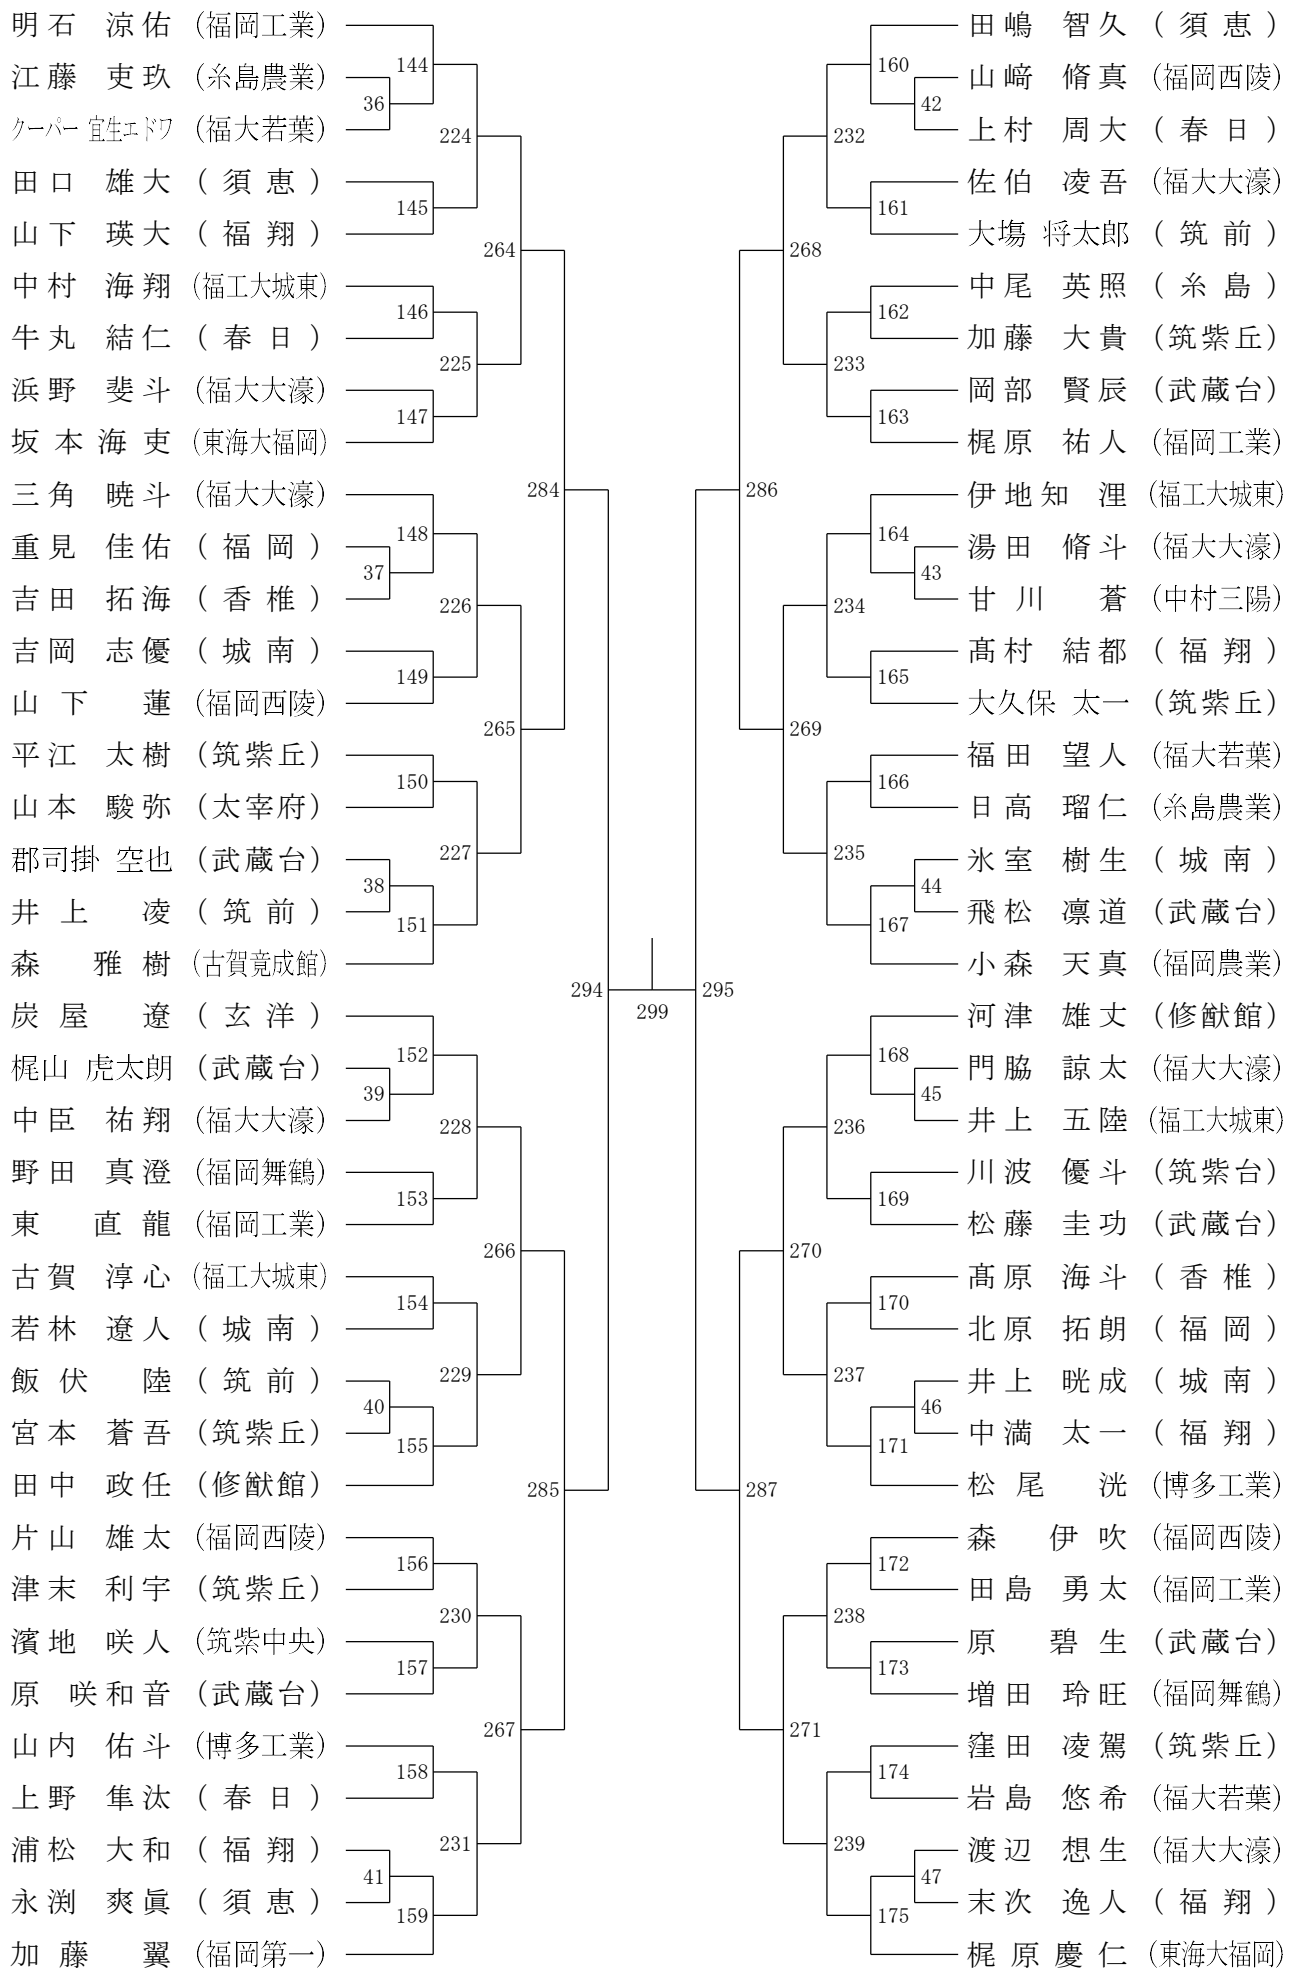 明石 涼佑 (福岡工業)
江藤 吏玖 (糸島農業)
クーパー 宜生エドワ (福大若葉)
田口 雄大 (須恵)
山下 瑛大 (福翔)
中村 海翔 (福工大城東)
牛丸 結仁 (春日)
浜野 斐斗 (福大大濠)
坂本 海吏 (東海大福岡)
三角 暁斗 (福大大濠)
重見 佳佑 (福岡)
吉田 拓海 (香椎)
吉岡 志優 (城南)
山下 蓮 (福岡西陵)
平江 太樹 (筑紫丘)
山本 駿弥 (太宰府)
郡司掛 空也 (武蔵台)
井上 凌 (筑前)
森 雅樹 (古賀竟成館)
炭屋 遼 (玄洋)
梶山 虎太朗 (武蔵台)
中臣 祐翔 (福大大濠)
野田 真澄 (福岡舞鶴)
東 直龍 (福岡工業)
古賀 淳心 (福工大城東)
若林 遼人 (城南)
飯伏 陸 (筑前)
宮本 蒼吾 (筑紫丘)
田中 政任 (修猷館)
片山 雄太 (福岡西陵)
津末 利宇 (筑紫丘)
濱地 咲人 (筑紫中央)
原 咲和音 (武蔵台)
山内 佑斗 (博多工業)
上野 隼汰 (春日)
浦松 大和 (福翔)
永渕 爽眞 (須恵)
加藤 翼 (福岡第一)
36
37
38
39
40
41
144
145
146
147
148
149
150
151
152
153
154
155
156
157
158
159
224
225
226
227
228
229
230
231
264
265
266
267
284
285
294
299
295
286
287
268
269
270
271
232
233
234
235
236
237
238
239
160
161
162
163
164
165
166
167
168
169
170
171
172
173
174
175
42
43
44
45
46
47
田嶋 智久 (須恵)
山﨑 脩真 (福岡西陵)
上村 周大 (春日)
佐伯 凌吾 (福大大濠)
大塲 将太郎 (筑前)
中尾 英照 (糸島)
加藤 大貴 (筑紫丘)
岡部 賢辰 (武蔵台)
梶原 祐人 (福岡工業)
伊地知 浬 (福工大城東)
湯田 脩斗 (福大大濠)
甘川 蒼 (中村三陽)
髙村 結都 (福翔)
大久保 太一 (筑紫丘)
福田 望人 (福大若葉)
日高 瑠仁 (糸島農業)
氷室 樹生 (城南)
飛松 凛道 (武蔵台)
小森 天真 (福岡農業)
河津 雄丈 (修猷館)
門脇 諒太 (福大大濠)
井上 五陸 (福工大城東)
川波 優斗 (筑紫台)
松藤 圭功 (武蔵台)
髙原 海斗 (香椎)
北原 拓朗 (福岡)
井上 晄成 (城南)
中満 太一 (福翔)
松尾 洸 (博多工業)
森 伊吹 (福岡西陵)
田島 勇太 (福岡工業)
原 碧生 (武蔵台)
増田 玲旺 (福岡舞鶴)
窪田 凌駕 (筑紫丘)
岩島 悠希 (福大若葉)
渡辺 想生 (福大大濠)
末次 逸人 (福翔)
梶原 慶仁 (東海大福岡)